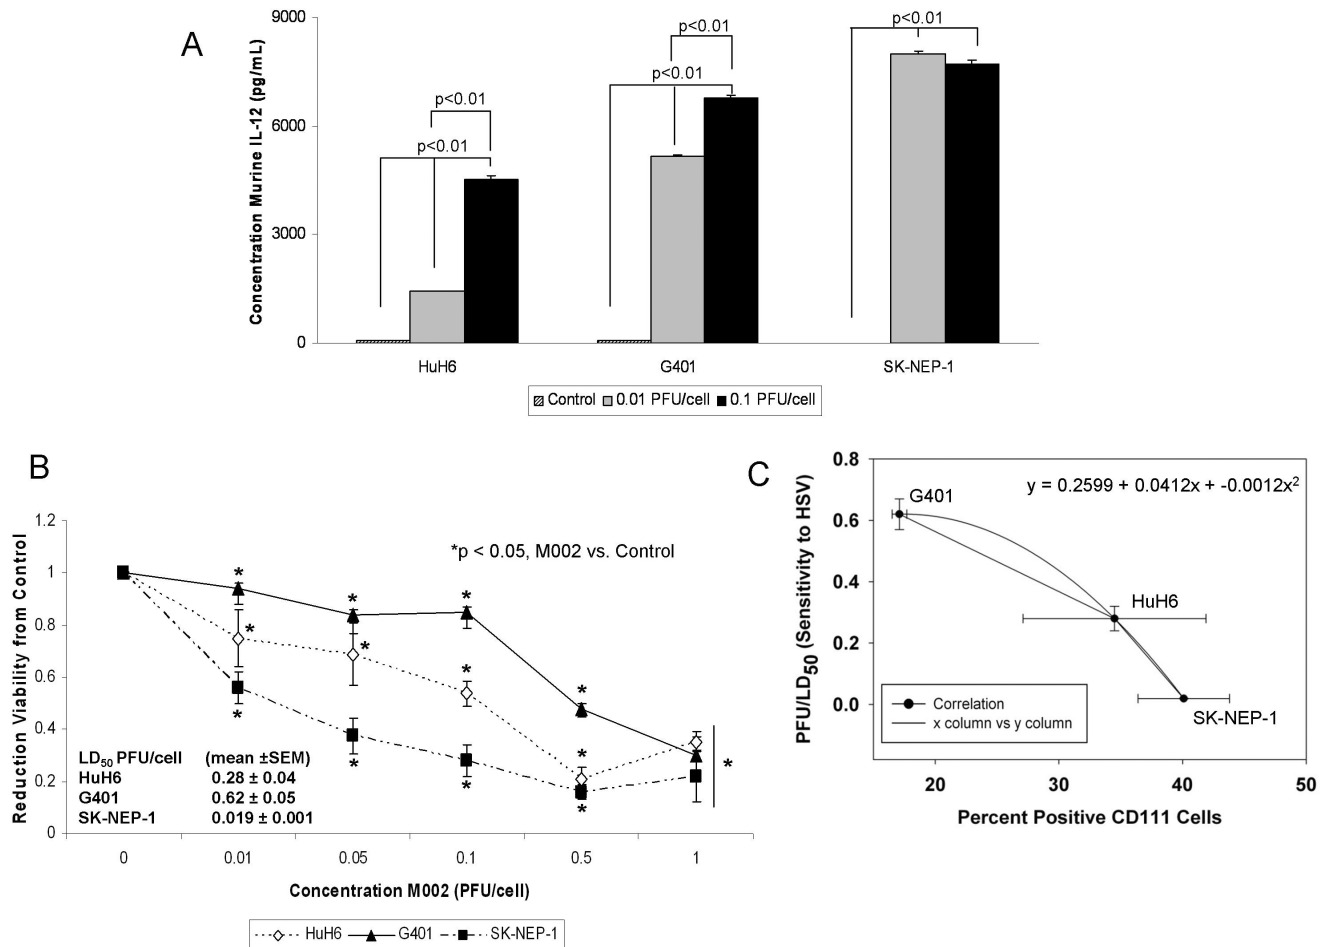 A
Concentration Murine IL-12 (pg/mL)
9000
6000
3000
0
p<0.01
p<0.01
p<0.01
p<0.01
p<0.01
HuH6
G401
SK-NEP-1
Control 0.01 PFU/cell 0.1 PFU/cell
B
Reduction Viability from Control
1.2
1
0.8
0.6
0.4
0.2
0
*p < 0.05, M002 vs. Control
* * * * * * * * * * * * *
LD50 PFU/cell (mean ±SEM)
HuH6 0.28 ± 0.04
G401 0.62 ± 0.05
SK-NEP-1 0.019 ± 0.001
0 0.01 0.05 0.1 0.5 1
Concentration M002 (PFU/cell)
HuH6 G401 SK-NEP-1
C
PFU/LD50 (Sensitivity to HSV)
0.8
0.6
0.4
0.2
0.0
G401
y = 0.2599 + 0.0412x + -0.0012x²
HuH6
SK-NEP-1
Correlation
x column vs y column
20 30 40 50
Percent Positive CD111 Cells